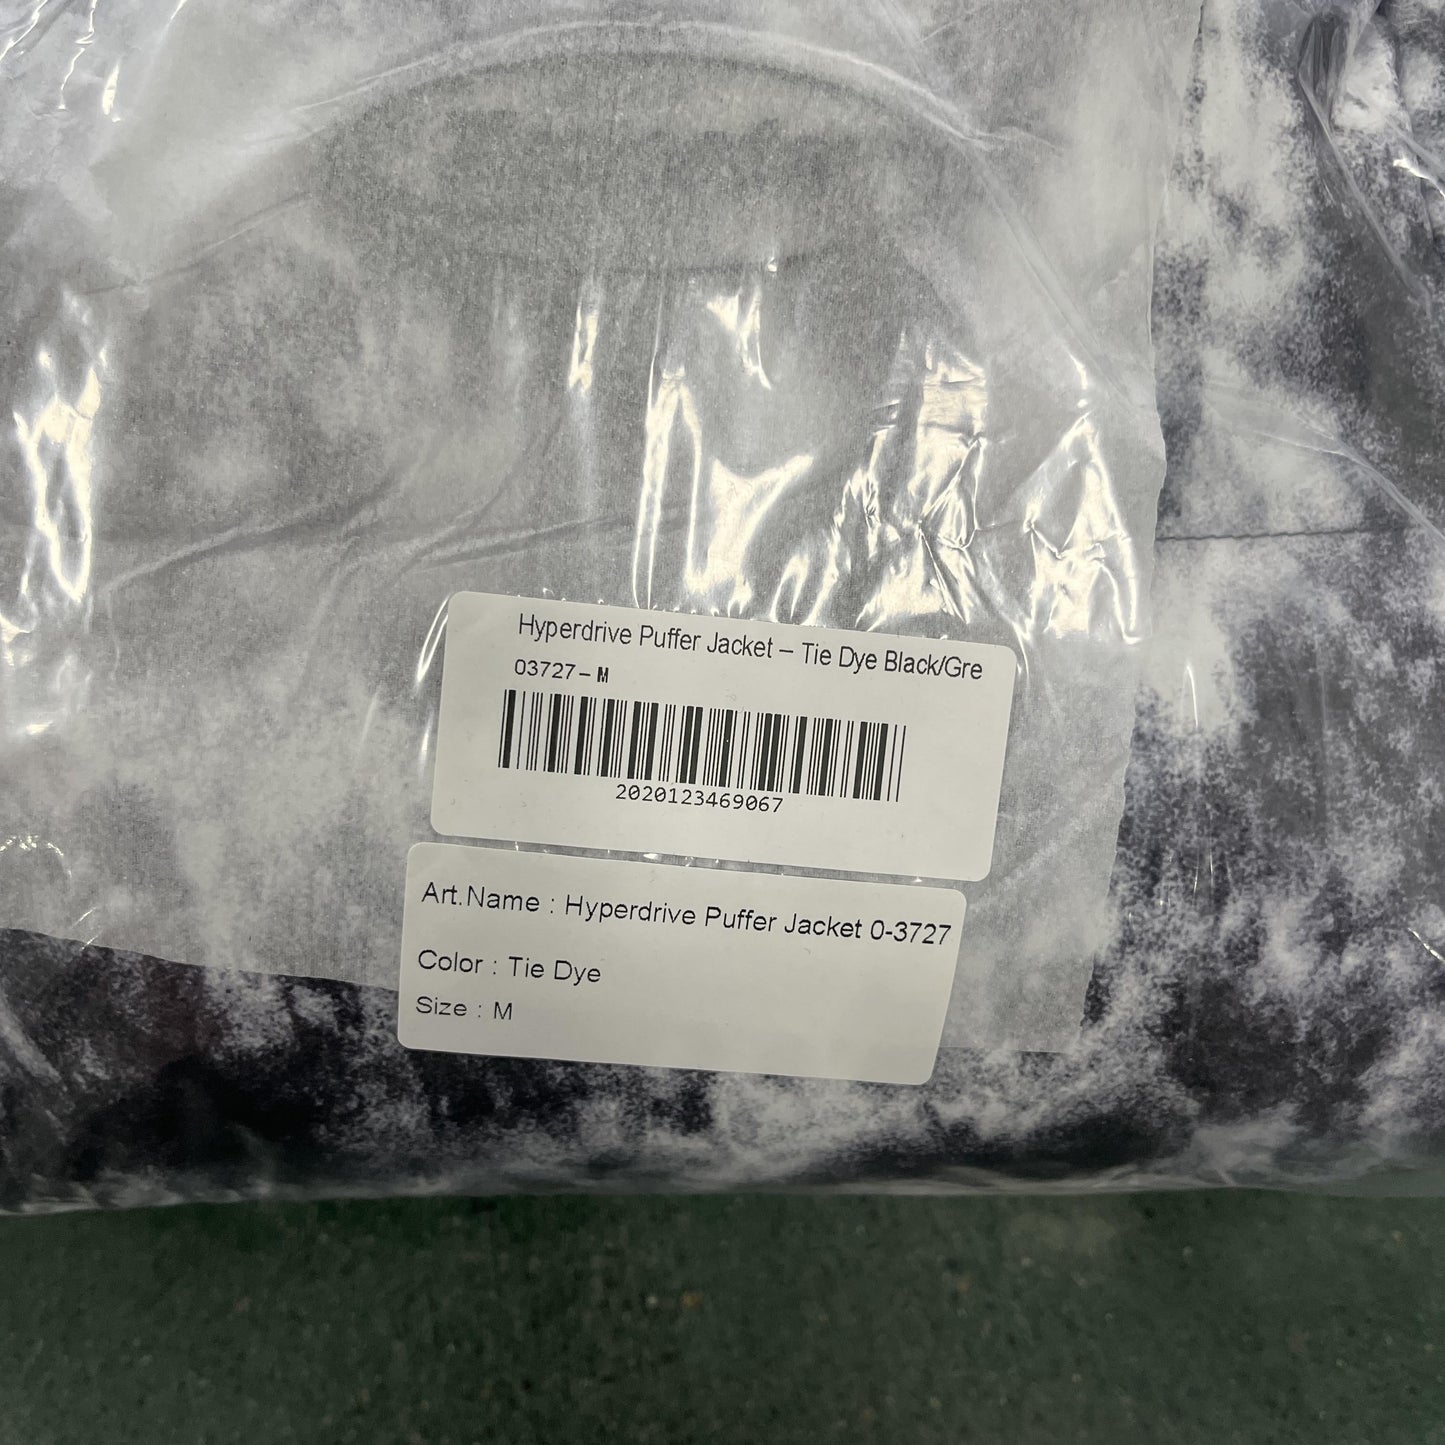 Hyperdrive Puffer Jacket – Tie Dye Black/Gre
03727-M
2020123469067
Art.Name : Hyperdrive Puffer Jacket 0-3727
Color : Tie Dye
Size : M